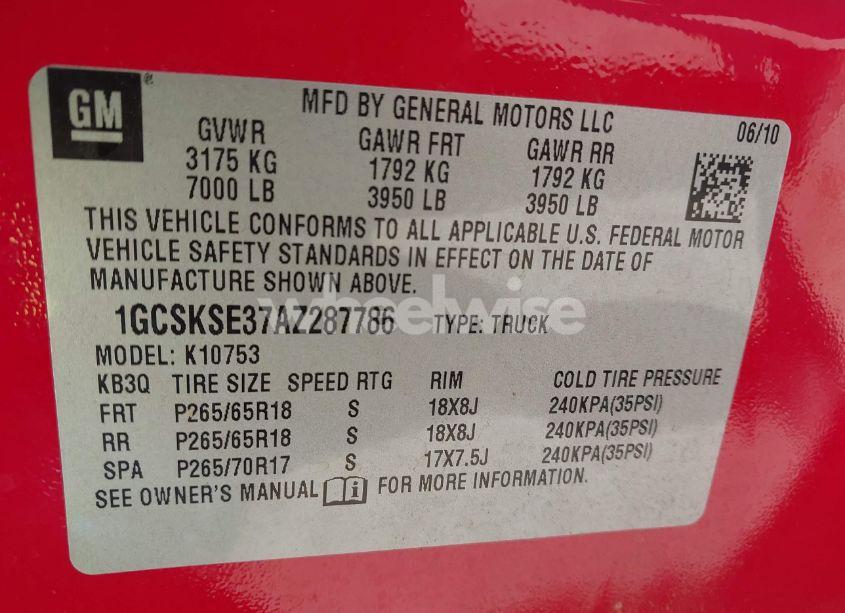 GM
MFD BY GENERAL MOTORS LLC 06/10
GVWR GAWR FRT GAWR RR
3175 KG 1792 KG 1792 KG
7000 LB 3950 LB 3950 LB
THIS VEHICLE CONFORMS TO ALL APPLICABLE U.S. FEDERAL MOTOR
VEHICLE SAFETY STANDARDS IN EFFECT ON THE DATE OF
MANUFACTURE SHOWN ABOVE.
1GCSKSE37AZ287786 TYPE: TRUCK
wheelwise
MODEL: K10753
KB3Q TIRE SIZE SPEED RTG RIM COLD TIRE PRESSURE
FRT P265/65R18 S 18X8J 240KPA(35PSI)
RR P265/65R18 S 18X8J 240KPA(35PSI)
SPA P265/70R17 S 17X7.5J 240KPA(35PSI)
SEE OWNER'S MANUAL i FOR MORE INFORMATION.